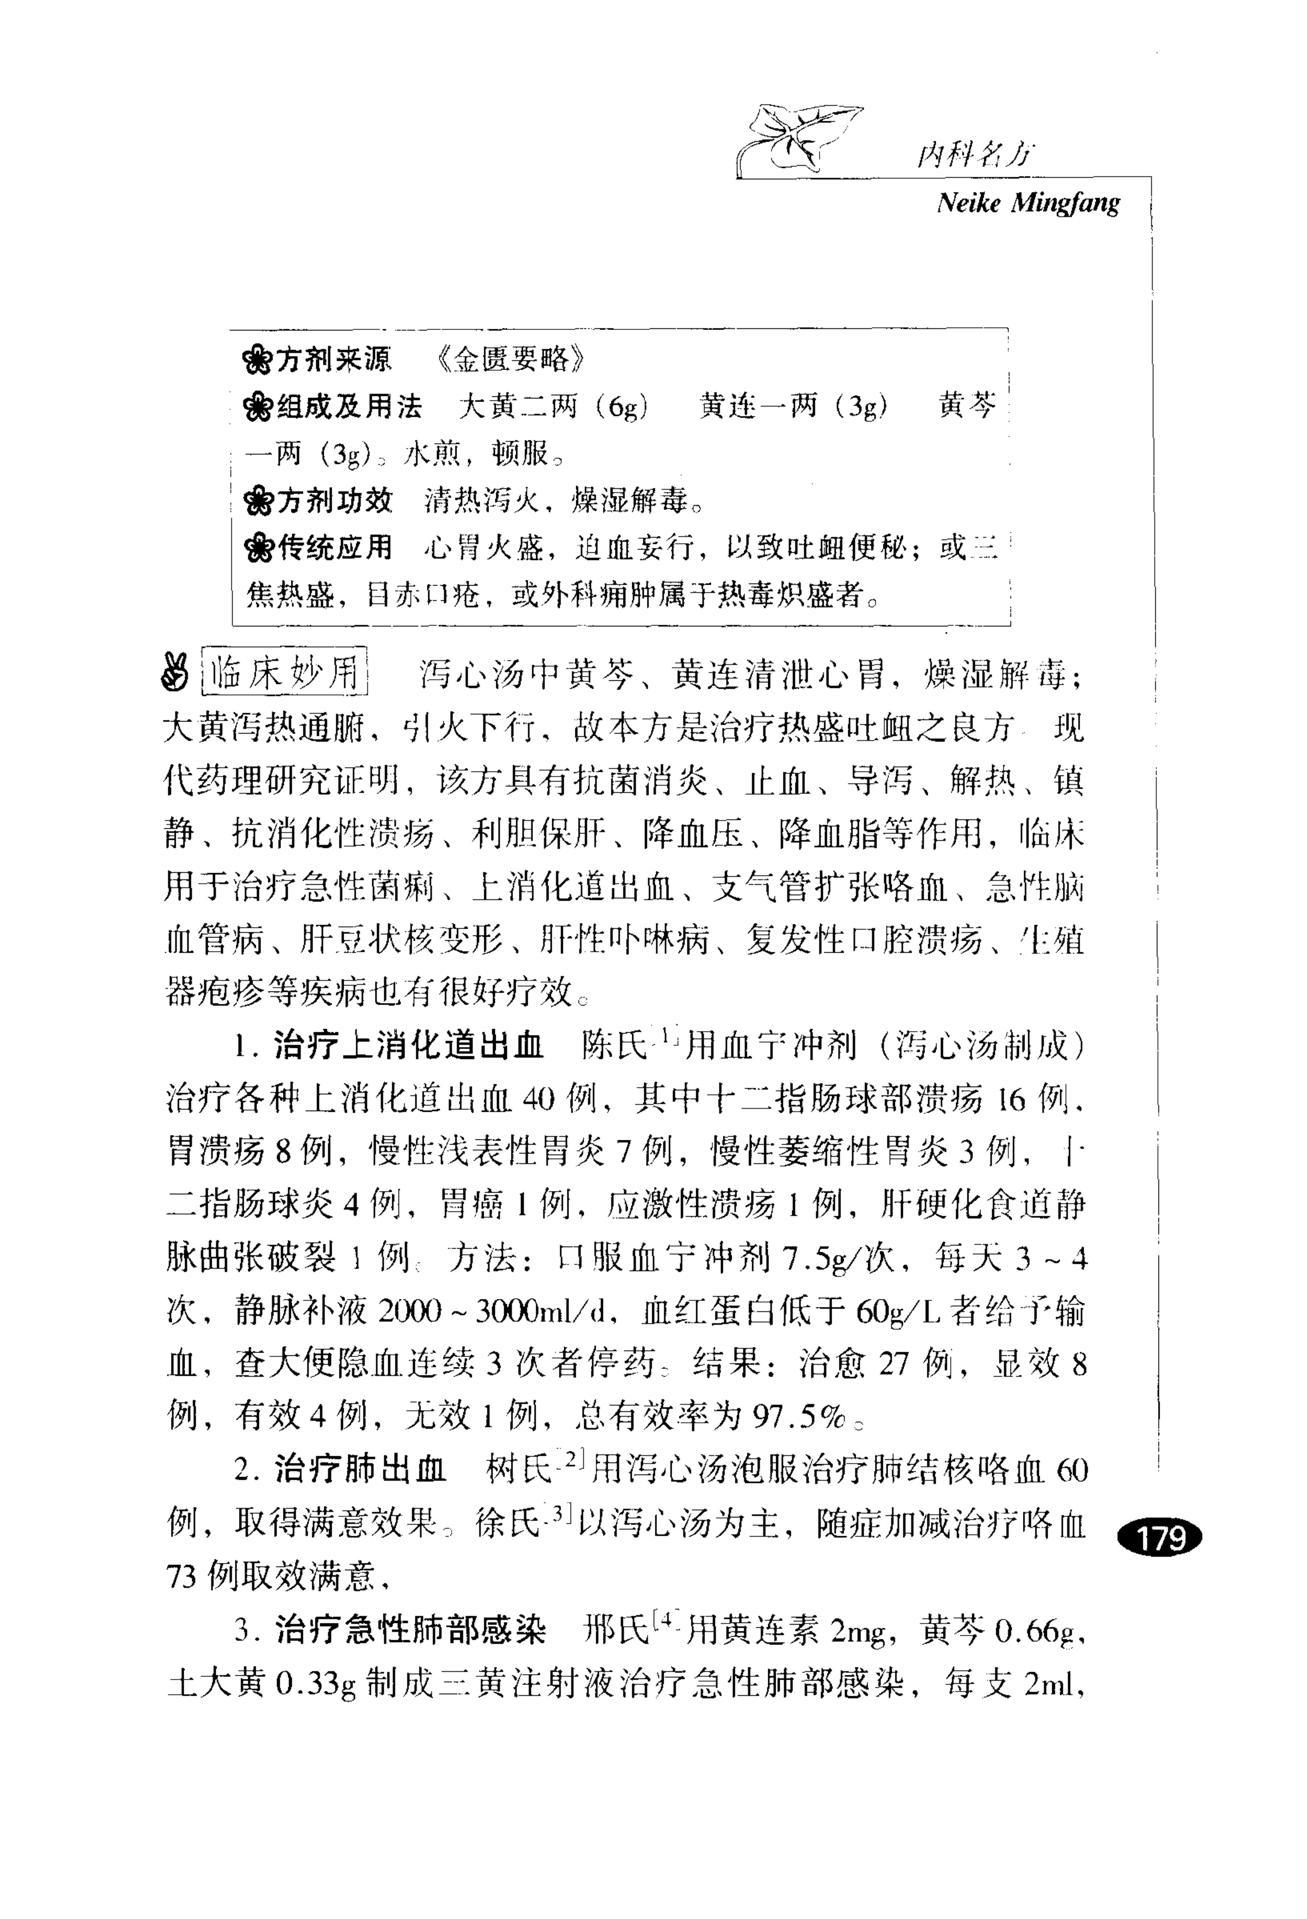 内科名方
Neike Mingfang
方剂来源 《金匮要略》
组成及用法 大黄二两（6g） 黄连一两（3g） 黄芩
一两（3g）。水煎，顿服。
方剂功效 清热泻火，燥湿解毒。
传统应用 心胃火盛，迫血妄行，以致吐衄便秘；或三
焦热盛，目赤口疮，或外科痈肿属于热毒炽盛者。
临床妙用 泻心汤中黄芩、黄连清泄心胃，燥湿解毒；
大黄泻热通腑，引火下行，故本方是治疗热盛吐衄之良方 现
代药理研究证明，该方具有抗菌消炎、止血、导泻、解热、镇
静、抗消化性溃疡、利胆保肝、降血压、降血脂等作用，临床
用于治疗急性菌痢、上消化道出血、支气管扩张咯血、急性脑
血管病、肝豆状核变形、肝性卟啉病、复发性口腔溃疡、生殖
器疱疹等疾病也有很好疗效。
1. 治疗上消化道出血 陈氏[1]用血宁冲剂（泻心汤制成）
治疗各种上消化道出血 40 例，其中十二指肠球部溃疡 16 例，
胃溃疡 8 例，慢性浅表性胃炎 7 例，慢性萎缩性胃炎 3 例，十
二指肠球炎 4 例，胃癌 1 例，应激性溃疡 1 例，肝硬化食道静
脉曲张破裂 1 例。方法：口服血宁冲剂 7.5g/次，每天 3～4
次，静脉补液 2000～3000ml/d，血红蛋白低于 60g/L 者给予输
血，查大便隐血连续 3 次者停药。结果：治愈 27 例，显效 8
例，有效 4 例，无效 1 例，总有效率为 97.5%。
2. 治疗肺出血 树氏[2]用泻心汤泡服治疗肺结核咯血 60
例，取得满意效果。徐氏[3]以泻心汤为主，随症加减治疗咯血
73 例取效满意，
3. 治疗急性肺部感染 邢氏[4]用黄连素 2mg，黄芩 0.66g，
土大黄 0.33g 制成三黄注射液治疗急性肺部感染，每支 2ml，
179